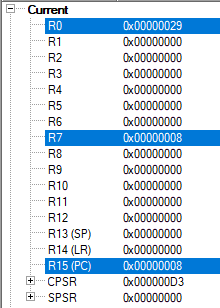 Current
R0 0x00000029
R1 0x00000000
R2 0x00000000
R3 0x00000000
R4 0x00000000
R5 0x00000000
R6 0x00000000
R7 0x00000008
R8 0x00000000
R9 0x00000000
R10 0x00000000
R11 0x00000000
R12 0x00000000
R13 (SP) 0x00000000
R14 (LR) 0x00000000
R15 (PC) 0x00000008
CPSR 0x000000D3
SPSR 0x00000000